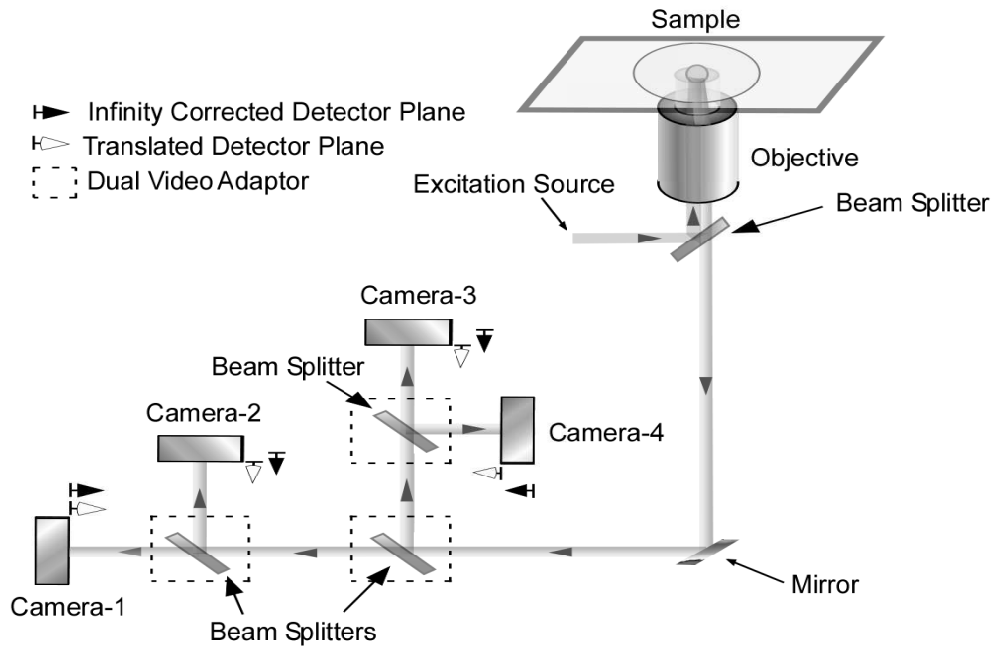 Sample
Infinity Corrected Detector Plane
Translated Detector Plane
Dual Video Adaptor
Objective
Excitation Source
Beam Splitter
Camera-3
Beam Splitter
Camera-2
Camera-4
Camera-1
Mirror
Beam Splitters